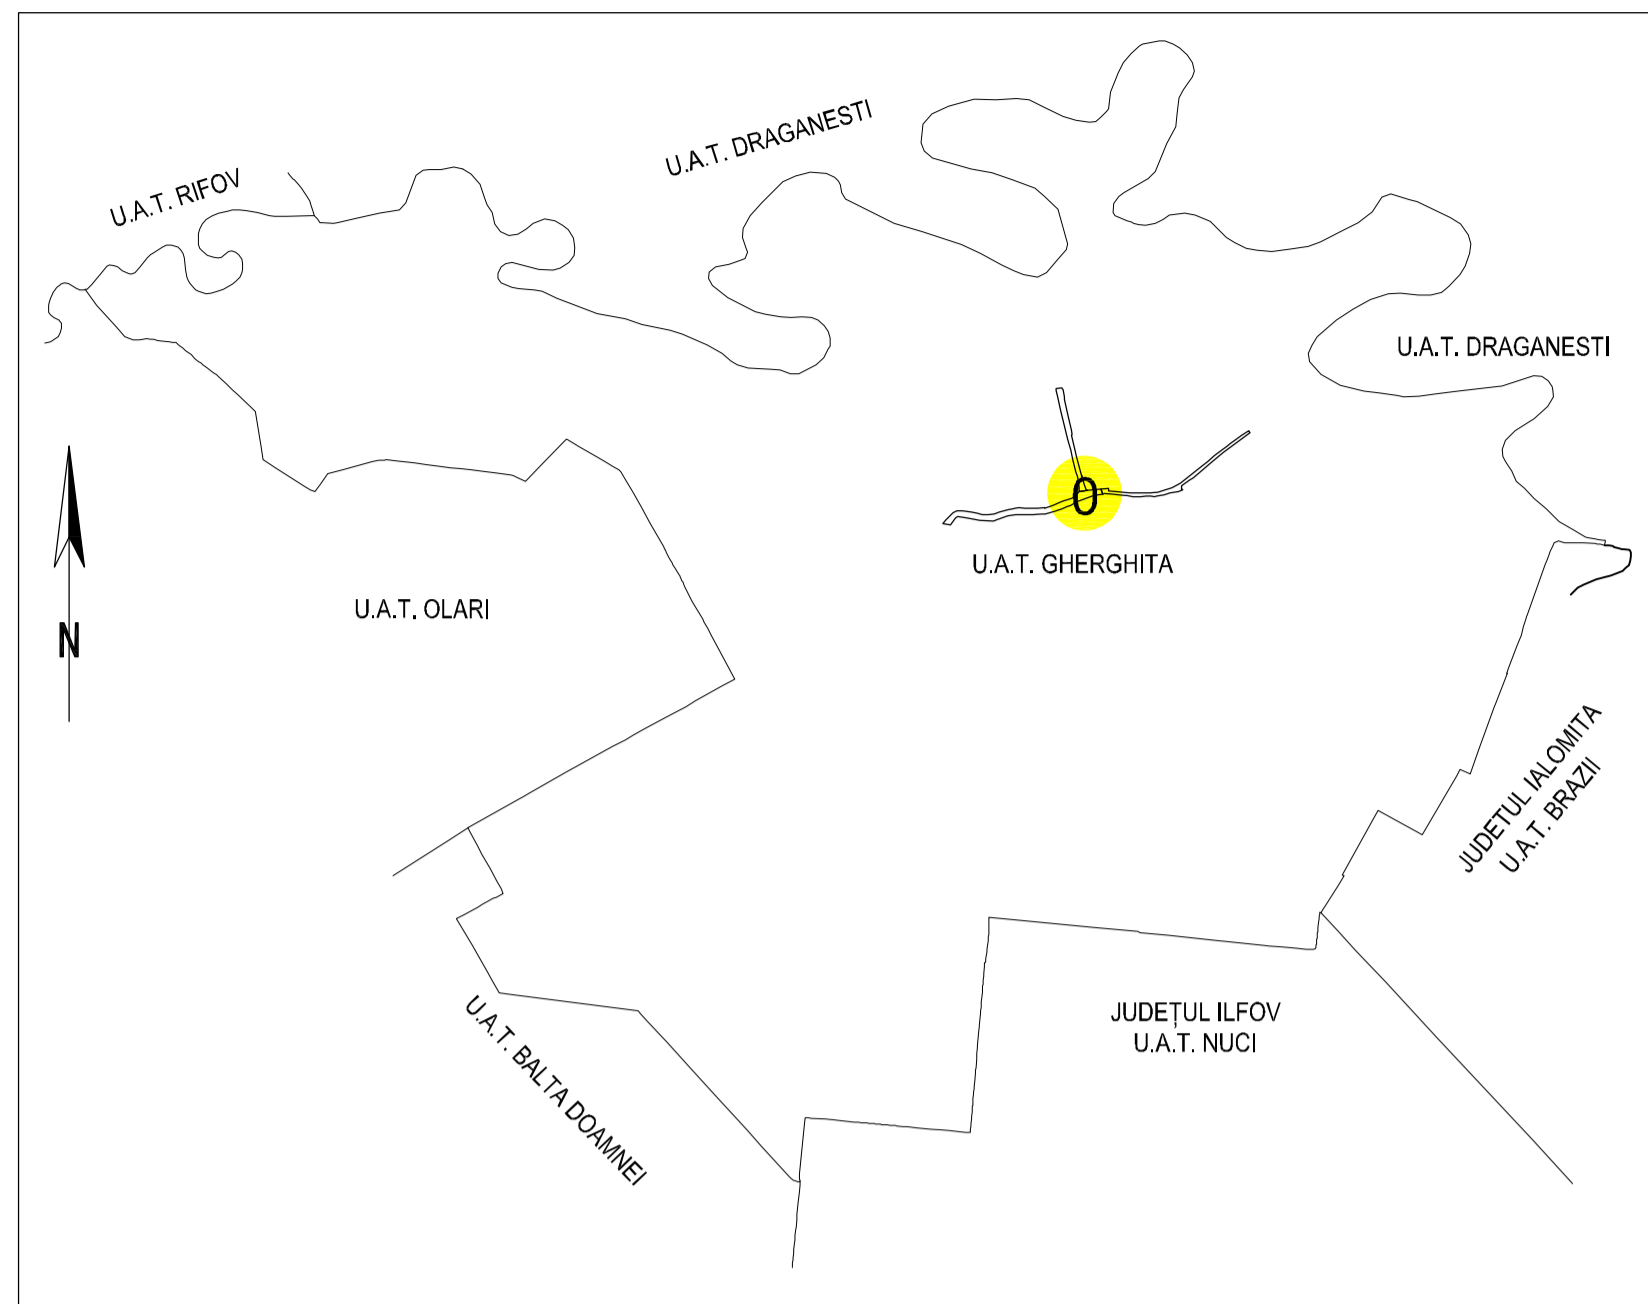 U.A.T. RIFOV
U.A.T. DRAGANESTI
U.A.T. DRAGANESTI
0
U.A.T. GHERGHITA
U.A.T. OLARI
N
JUDETUL IALOMITA
U.A.T. BRAZII
U.A.T. BALTA DOAMNEI
JUDEȚUL ILFOV
U.A.T. NUCI